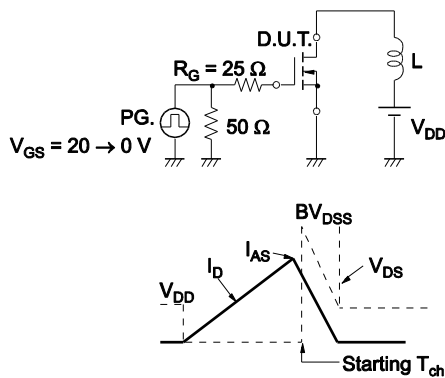 D.U.T.
R_G = 25 Ω
L
PG.
50 Ω
V_DD
V_GS = 20 → 0 V
BV_DSS
I_AS
V_DD
I_D
V_DS
Starting T_ch